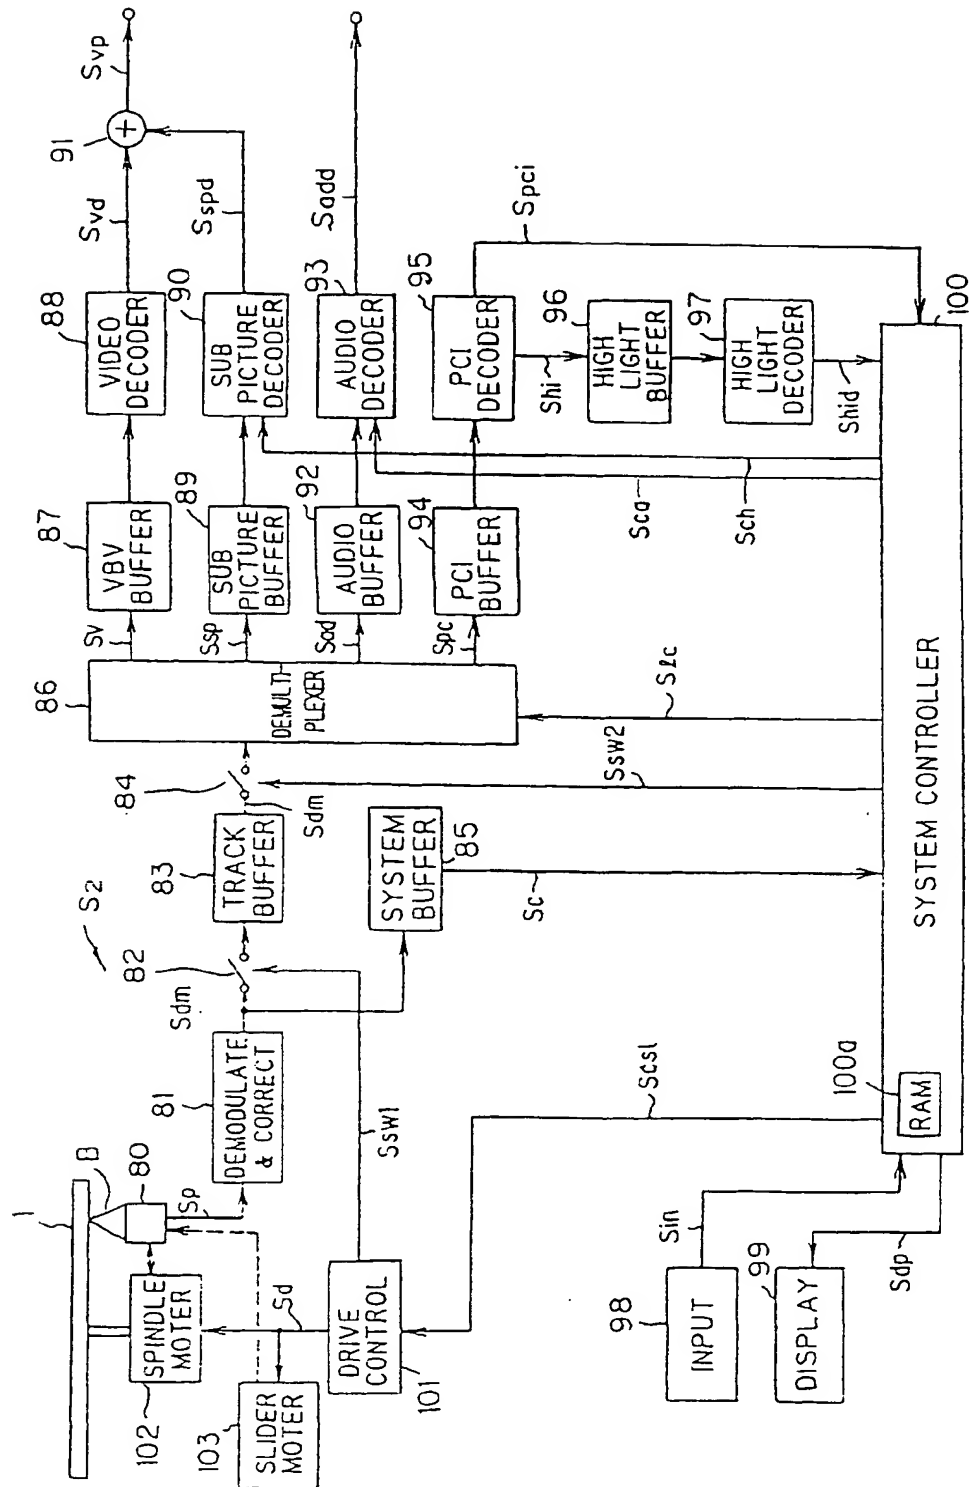 1
B
80
Sp
SPINDLE
MOTER
102
SLIDER
MOTER
103
Sd
DRIVE
CONTROL
101
DEMODULATE
& CORRECT
81
Sdm
82
S2
Ssw1
TRACK
BUFFER
83
84
Sdm
SYSTEM
BUFFER
85
Sc
DEMULTI-
PLEXER
86
Ssw2
Slc
Sv
Ssp
Sad
Spc
VBV
BUFFER
87
SUB
PICTURE
BUFFER
89
AUDIO
BUFFER
92
PCI
BUFFER
94
VIDEO
DECODER
88
SUB
PICTURE
DECODER
90
AUDIO
DECODER
93
PCI
DECODER
95
Svd
Sspd
91
+
Svp
Sadd
Spci
Shi
HIGH
LIGHT
BUFFER
96
HIGH
LIGHT
DECODER
97
Shid
Sca
Sch
Scsl
INPUT
98
Sin
DISPLAY
99
Sdp
RAM
100a
SYSTEM CONTROLLER
100